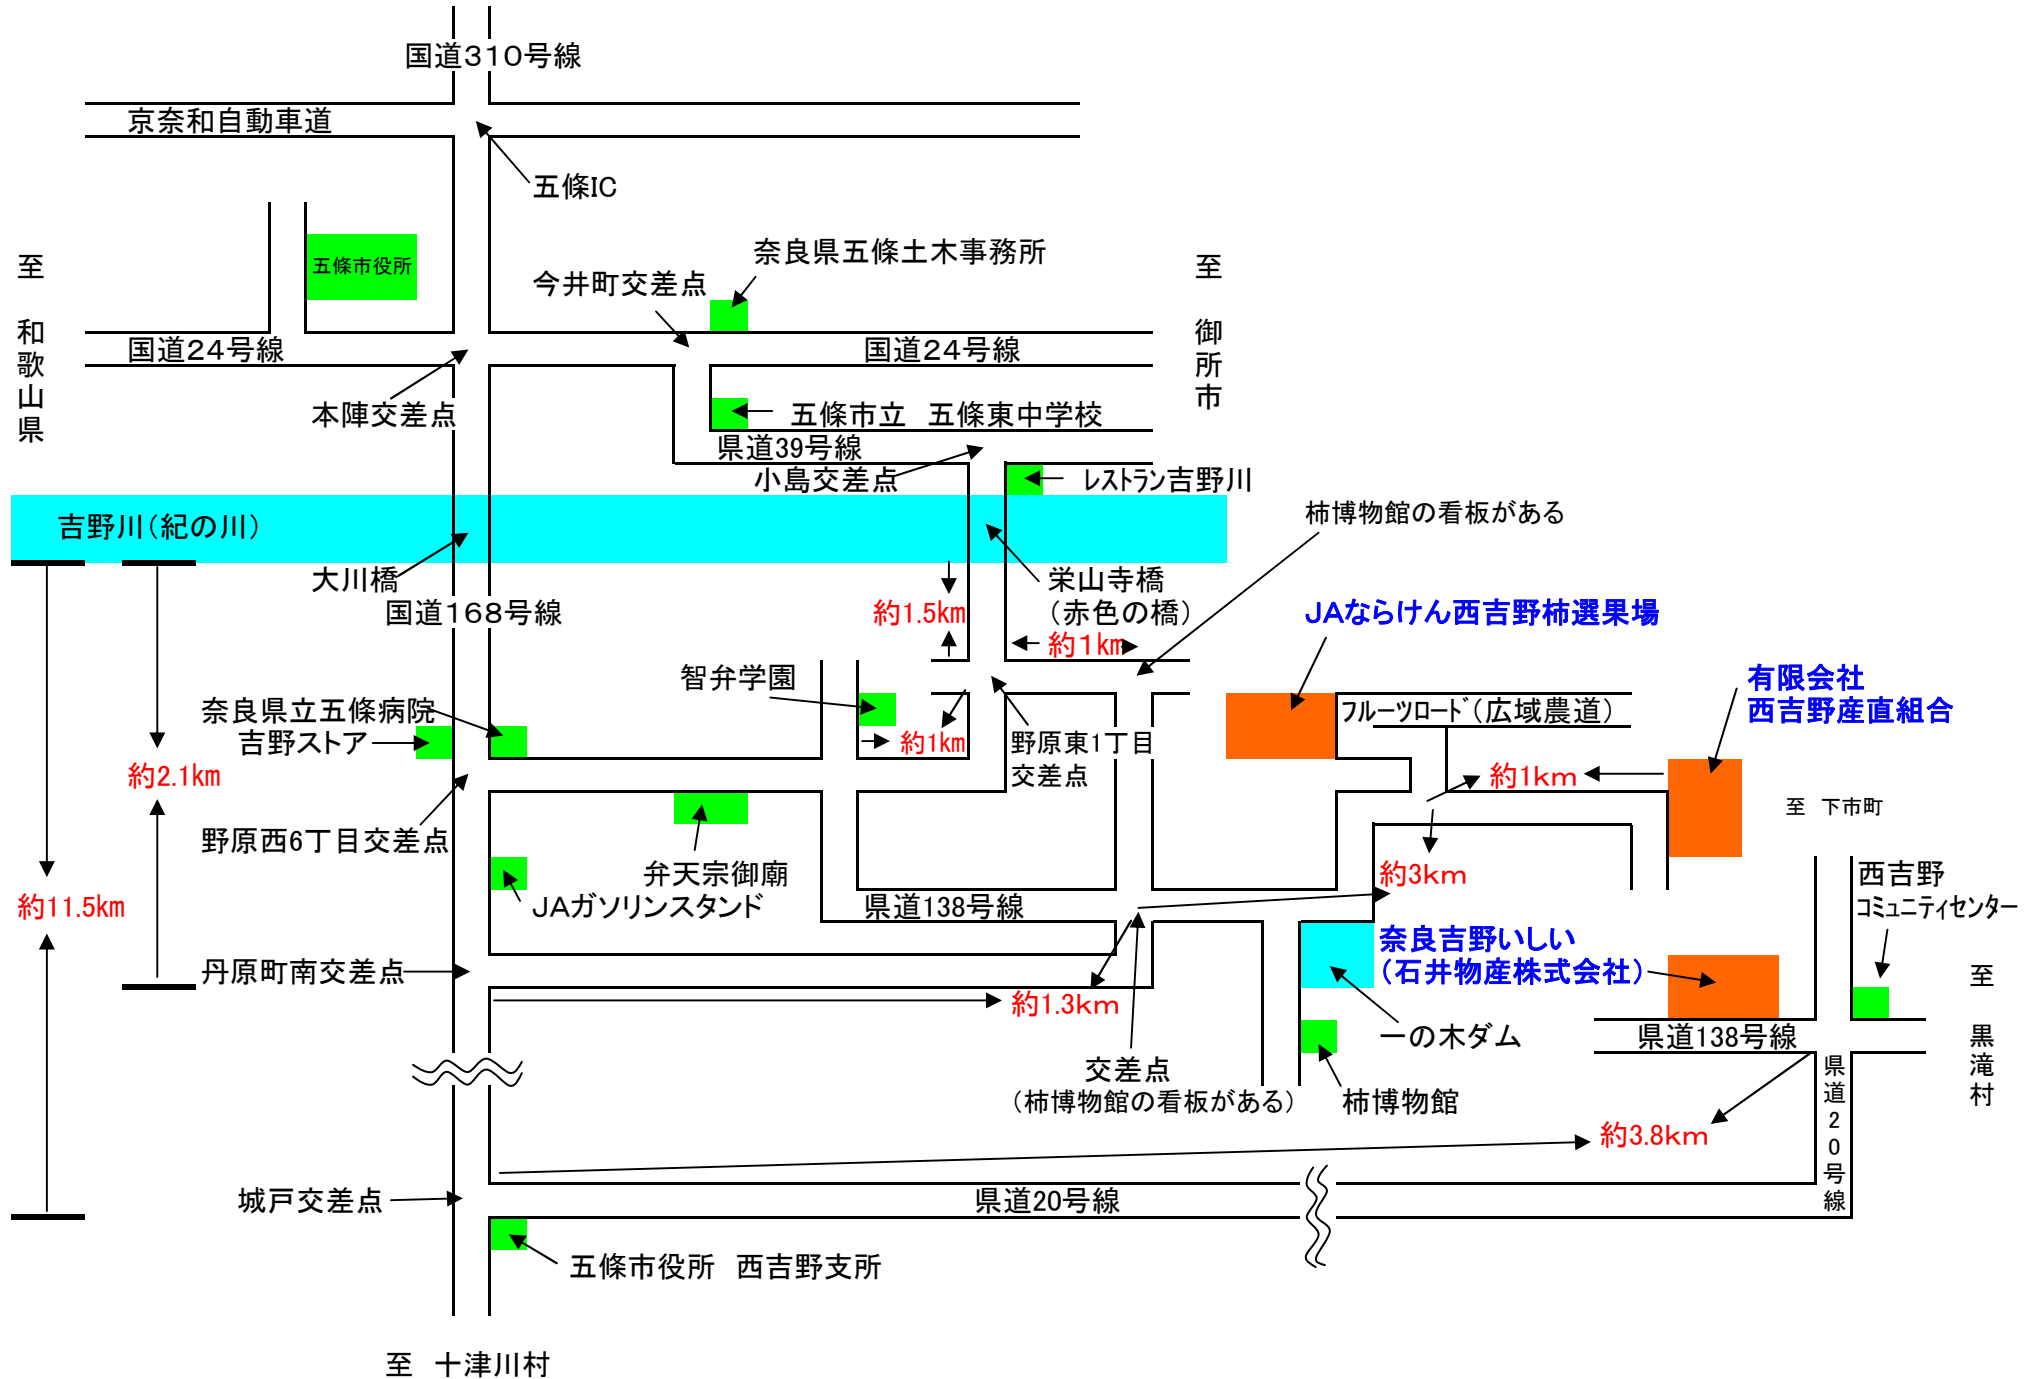 国道310号線
京奈和自動車道
五條IC
五條市役所
奈良県五條土木事務所
今井町交差点
至 和歌山県
至 御所市
国道24号線
国道24号線
本陣交差点
五條市立 五條東中学校
県道39号線
小島交差点
レストラン吉野川
吉野川（紀の川）
柿博物館の看板がある
大川橋
国道168号線
栄山寺橋
（赤色の橋）
約1.5km
約1km
JAならけん西吉野柿選果場
智弁学園
有限会社
西吉野産直組合
奈良県立五條病院
吉野ストア
フルーツロード（広域農道）
約1km
野原東1丁目
交差点
約2.1km
約1km
至 下市町
野原西6丁目交差点
弁天宗御廟
JAガソリンスタンド
約3km
西吉野
コミュニティセンター
約11.5km
県道138号線
奈良吉野いしい
（石井物産株式会社）
丹原町南交差点
至 黒滝村
約1.3km
一の木ダム
県道138号線
交差点
（柿博物館の看板がある）
柿博物館
県道20号線
約3.8km
城戸交差点
県道20号線
五條市役所 西吉野支所
至 十津川村